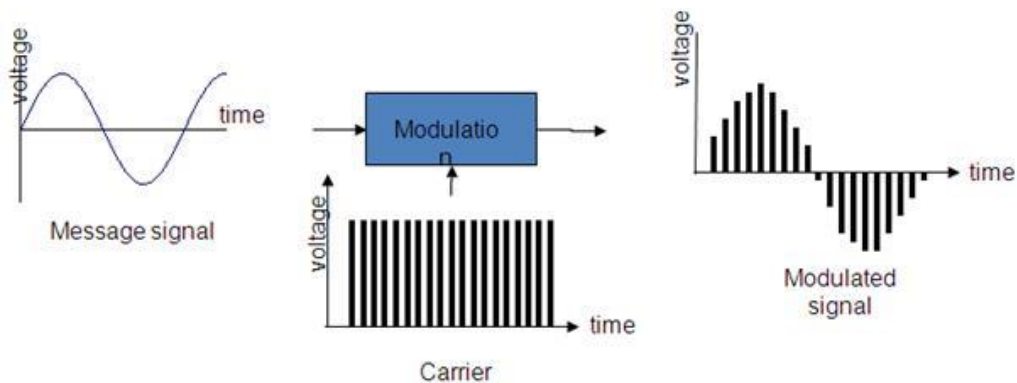 voltage
time
Message signal
Modulatio
n
voltage
time
Carrier
voltage
time
Modulated
signal